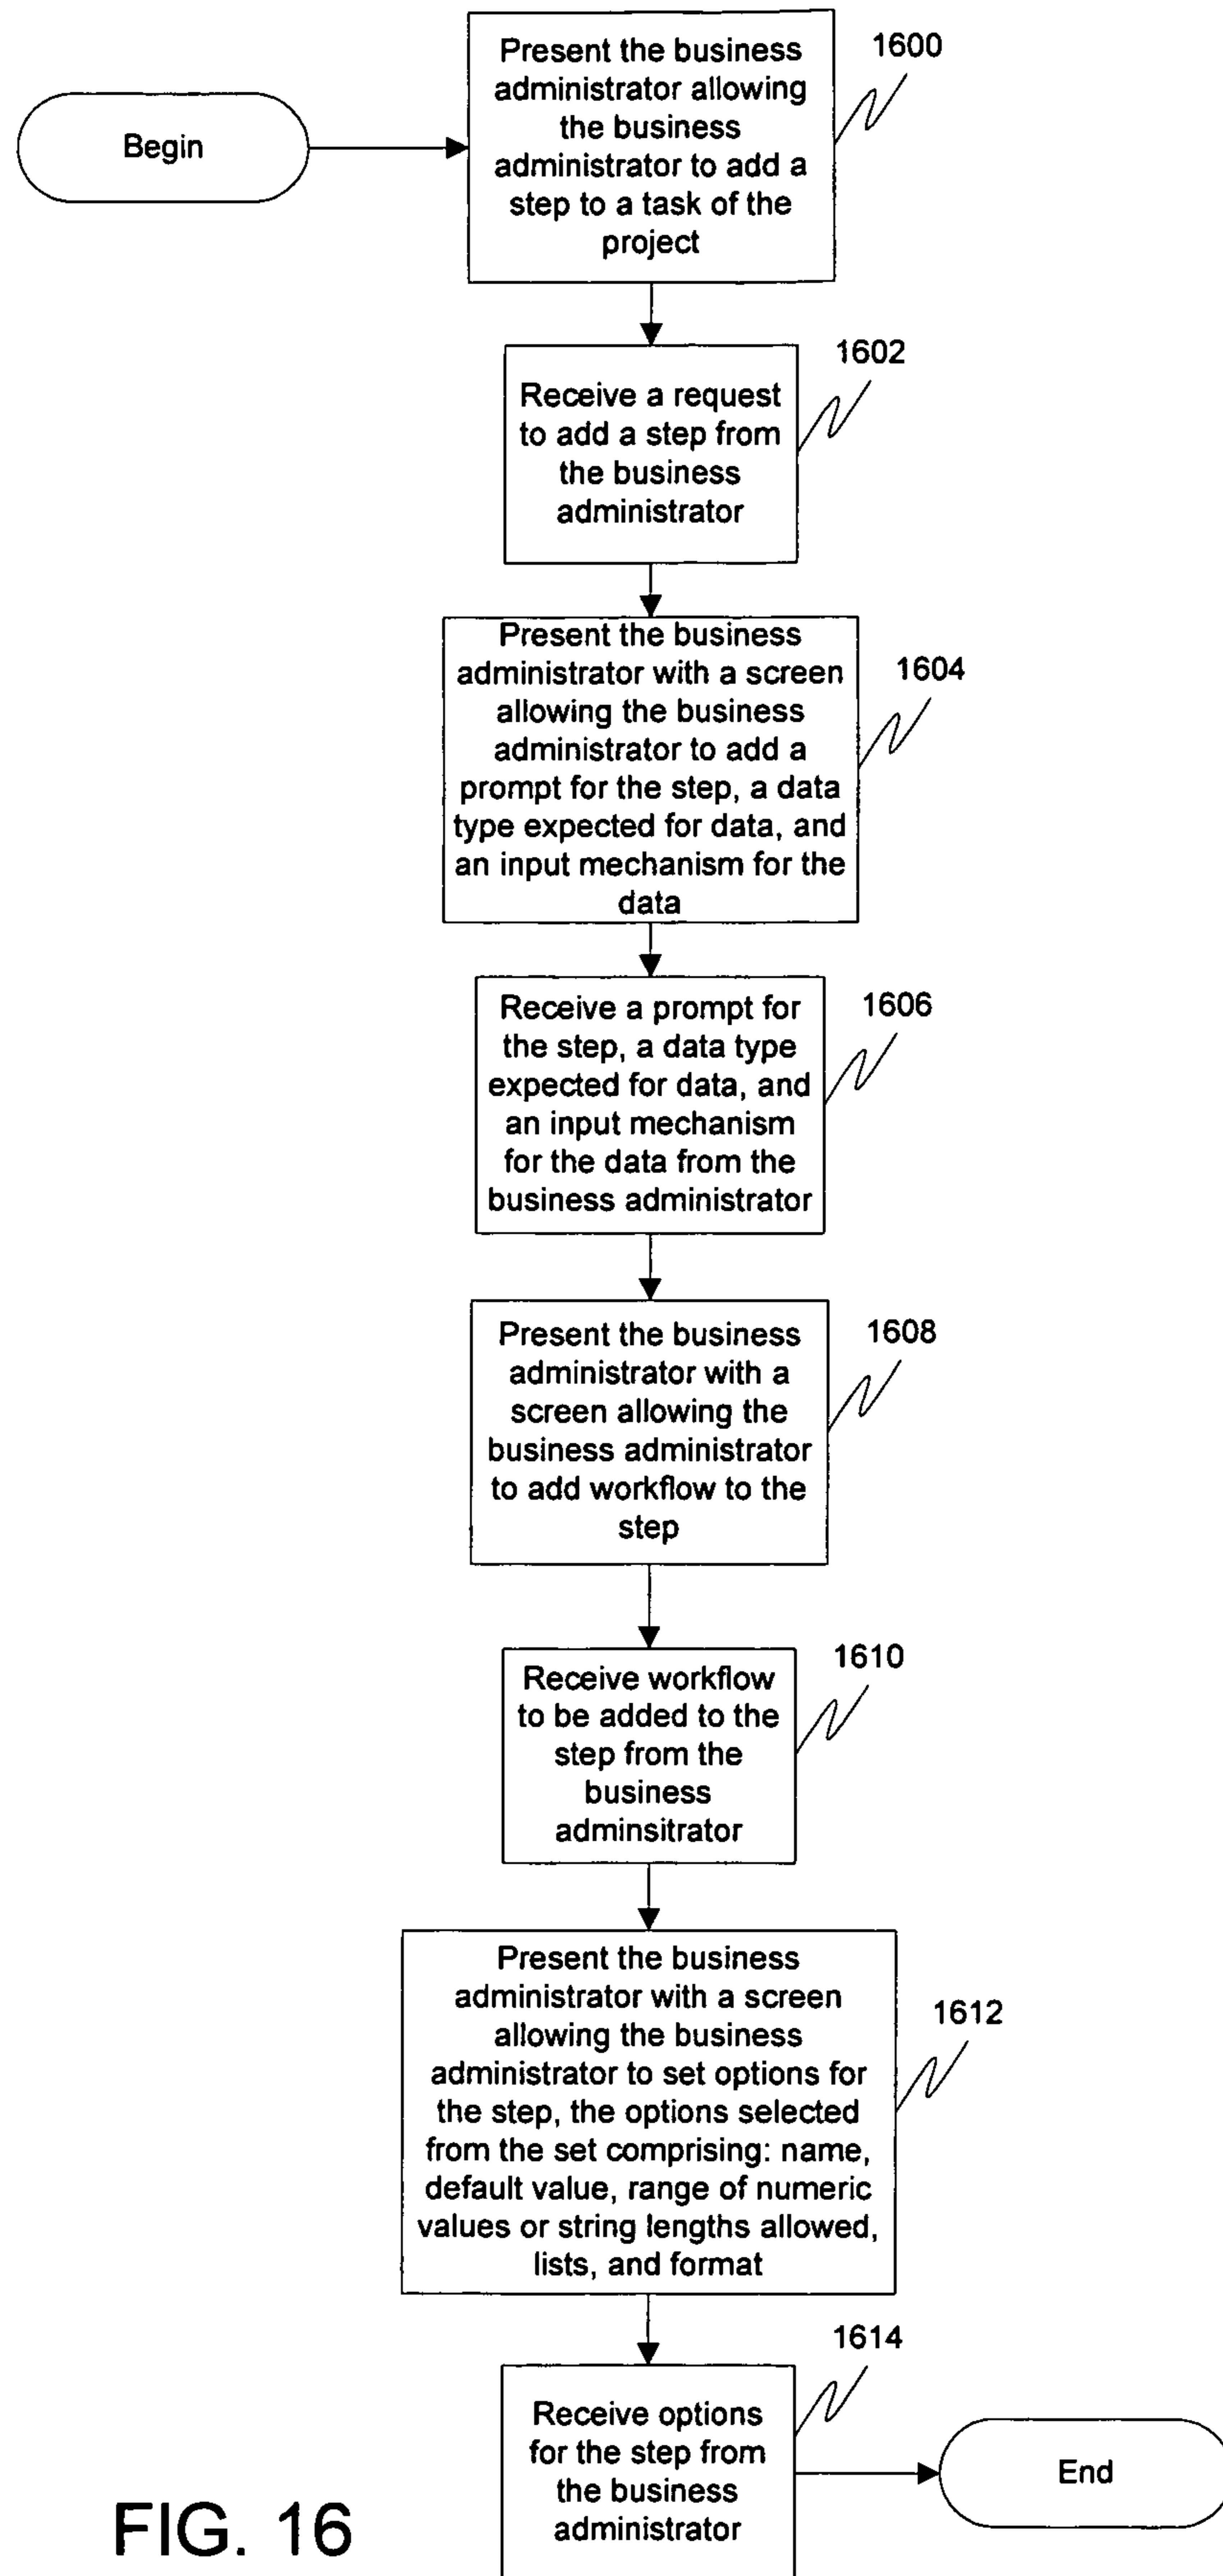 Present the business
administrator allowing
the business
administrator to add a
step to a task of the
project
1600
Begin
Receive a request
to add a step from
the business
administrator
1602
Present the business
administrator with a screen
allowing the business
administrator to add a
prompt for the step, a data
type expected for data, and
an input mechanism for the
data
1604
Receive a prompt for
the step, a data type
expected for data, and
an input mechanism
for the data from the
business administrator
1606
Present the business
administrator with a
screen allowing the
business administrator
to add workflow to the
step
1608
Receive workflow
to be added to the
step from the
business
adminsitrator
1610
Present the business
administrator with a screen
allowing the business
administrator to set options for
the step, the options selected
from the set comprising: name,
default value, range of numeric
values or string lengths allowed,
lists, and format
1612
Receive options
for the step from
the business
administrator
1614
End
FIG. 16